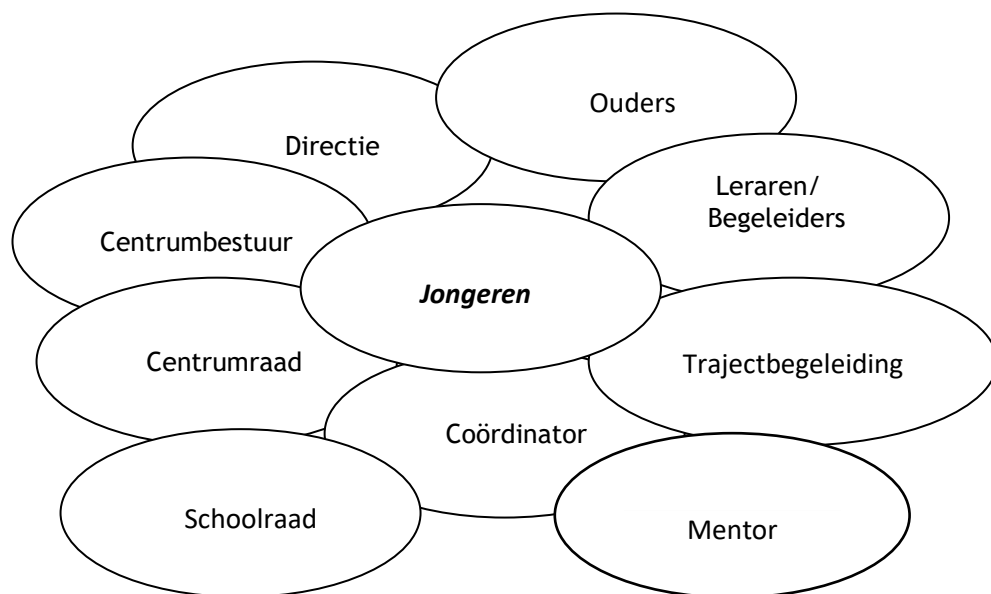 Ouders
Directie
Leraren/
Begeleiders
Centrumbestuur
Jongeren
Centrumraad
Trajectbegeleiding
Coördinator
Schoolraad
Mentor